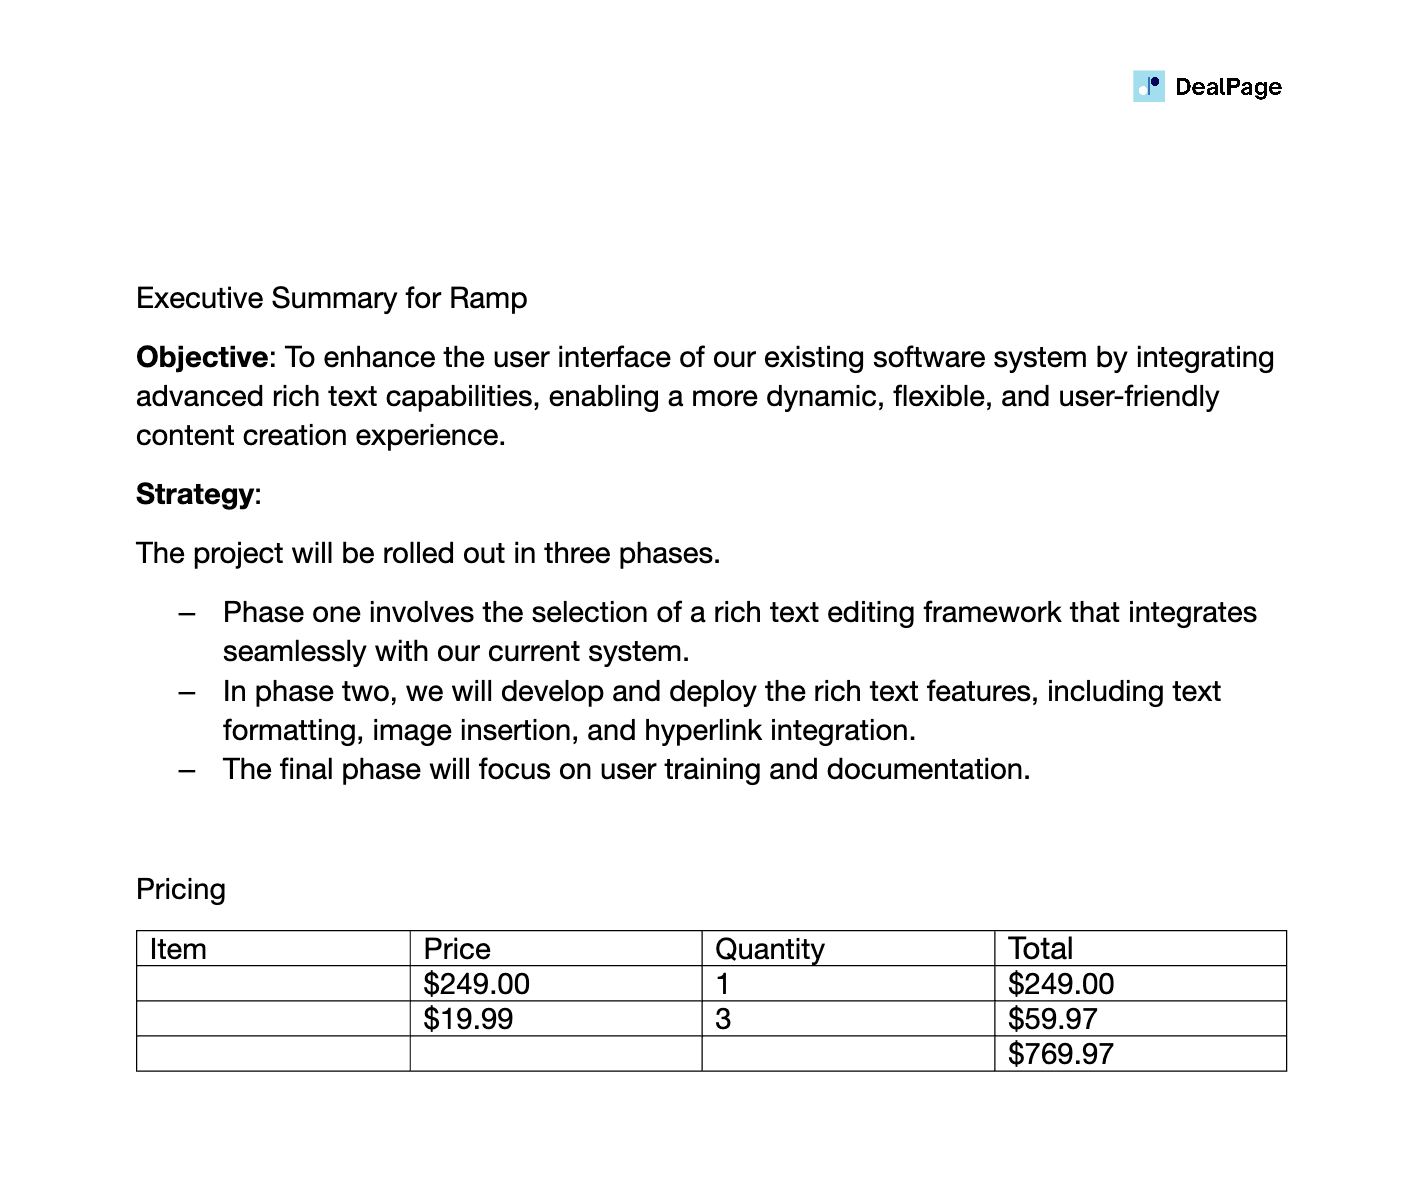 DealPage
Executive Summary for Ramp
Objective: To enhance the user interface of our existing software system by integrating
advanced rich text capabilities, enabling a more dynamic, flexible, and user-friendly
content creation experience.
Strategy:
The project will be rolled out in three phases.
– Phase one involves the selection of a rich text editing framework that integrates
seamlessly with our current system.
– In phase two, we will develop and deploy the rich text features, including text
formatting, image insertion, and hyperlink integration.
– The final phase will focus on user training and documentation.
Pricing
Item Price Quantity Total
$249.00 1 $249.00
$19.99 3 $59.97
$769.97